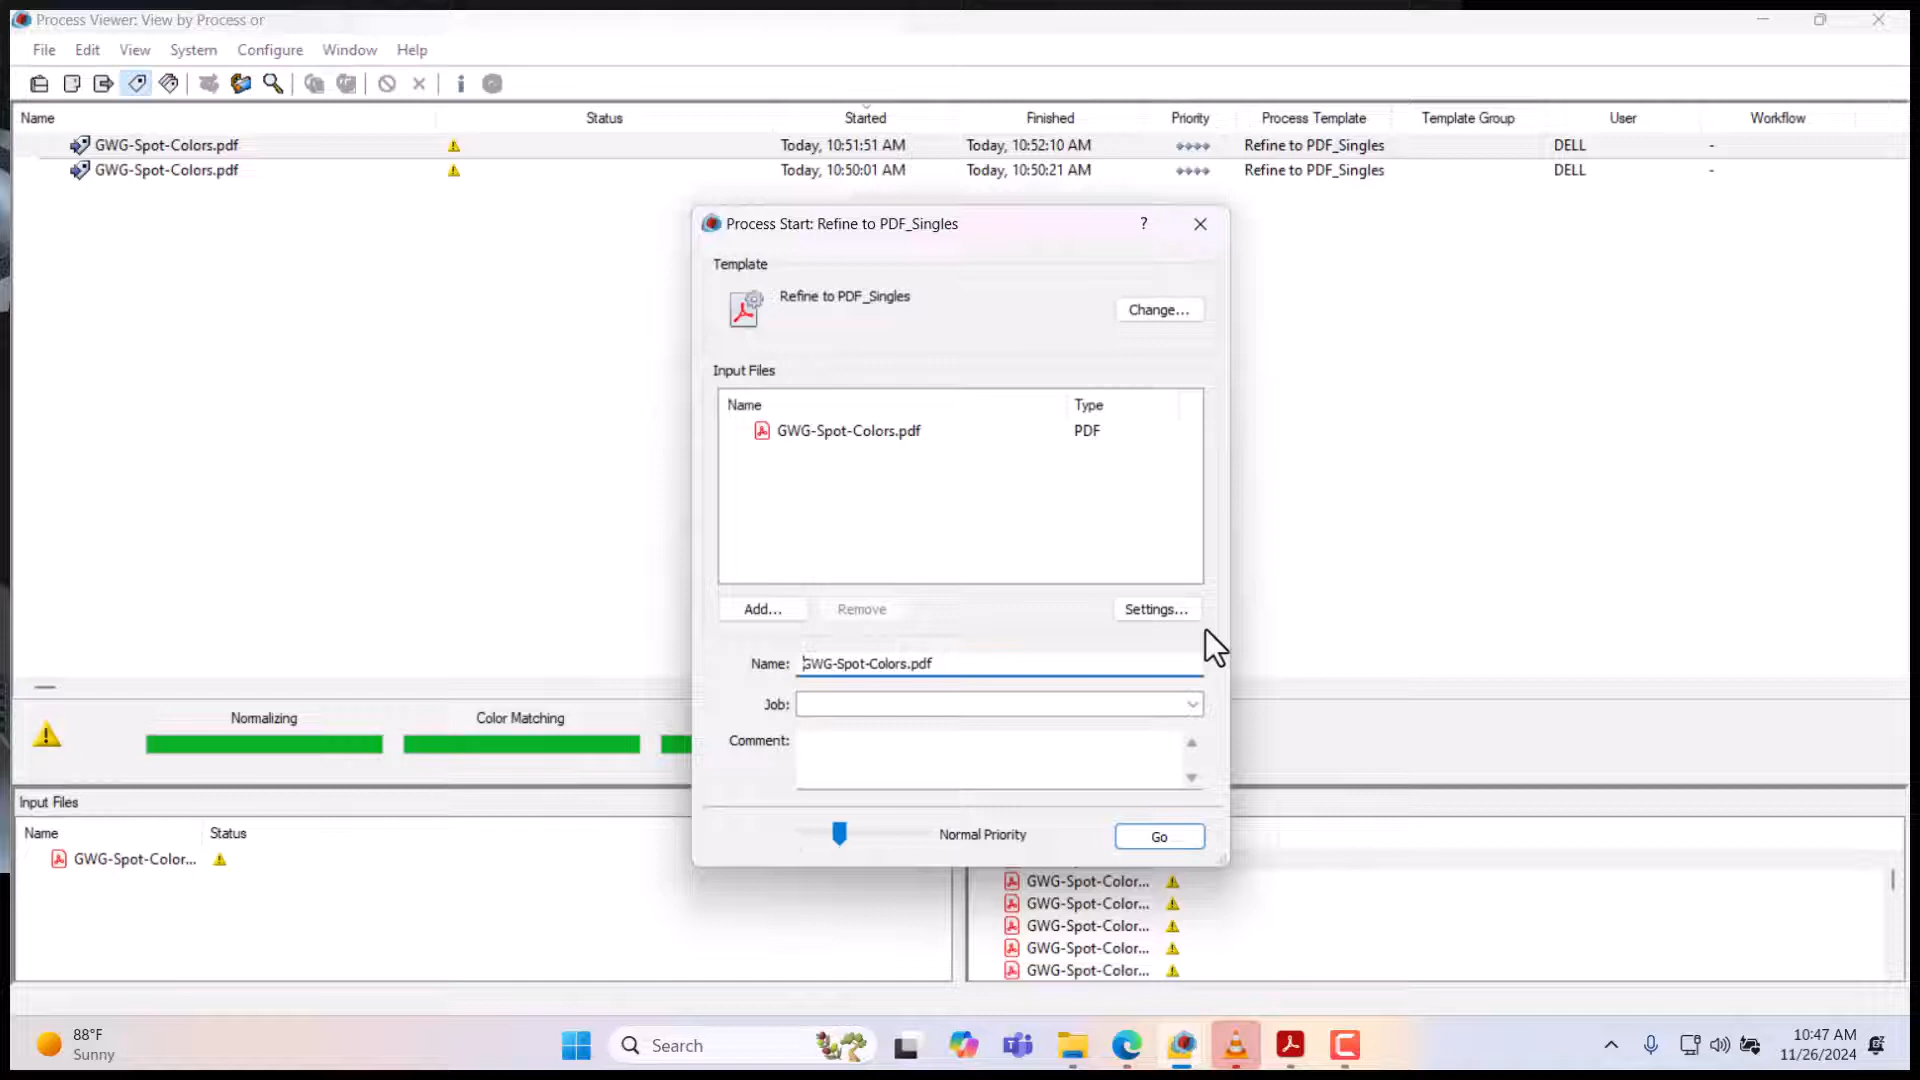 Process Viewer: View by Process or
File Edit View System Configure Window Help
Name Status Started Finished Priority Process Template Template Group User Workflow
GWG-Spot-Colors.pdf Today, 10:51:51 AM Today, 10:52:10 AM Refine to PDF_Singles DELL -
GWG-Spot-Colors.pdf Today, 10:50:01 AM Today, 10:50:21 AM Refine to PDF_Singles DELL -
Process Start: Refine to PDF_Singles ?
Template
Refine to PDF_Singles
Change...
Input Files
Name Type
GWG-Spot-Colors.pdf PDF
Add... Remove Settings...
Name: GWG-Spot-Colors.pdf
Job:
Comment:
Normal Priority Go
Normalizing Color Matching
Input Files
Name Status
GWG-Spot-Color...
GWG-Spot-Color...
GWG-Spot-Color...
GWG-Spot-Color...
GWG-Spot-Color...
GWG-Spot-Color...
88°F
Sunny
Search
10:47 AM
11/26/2024